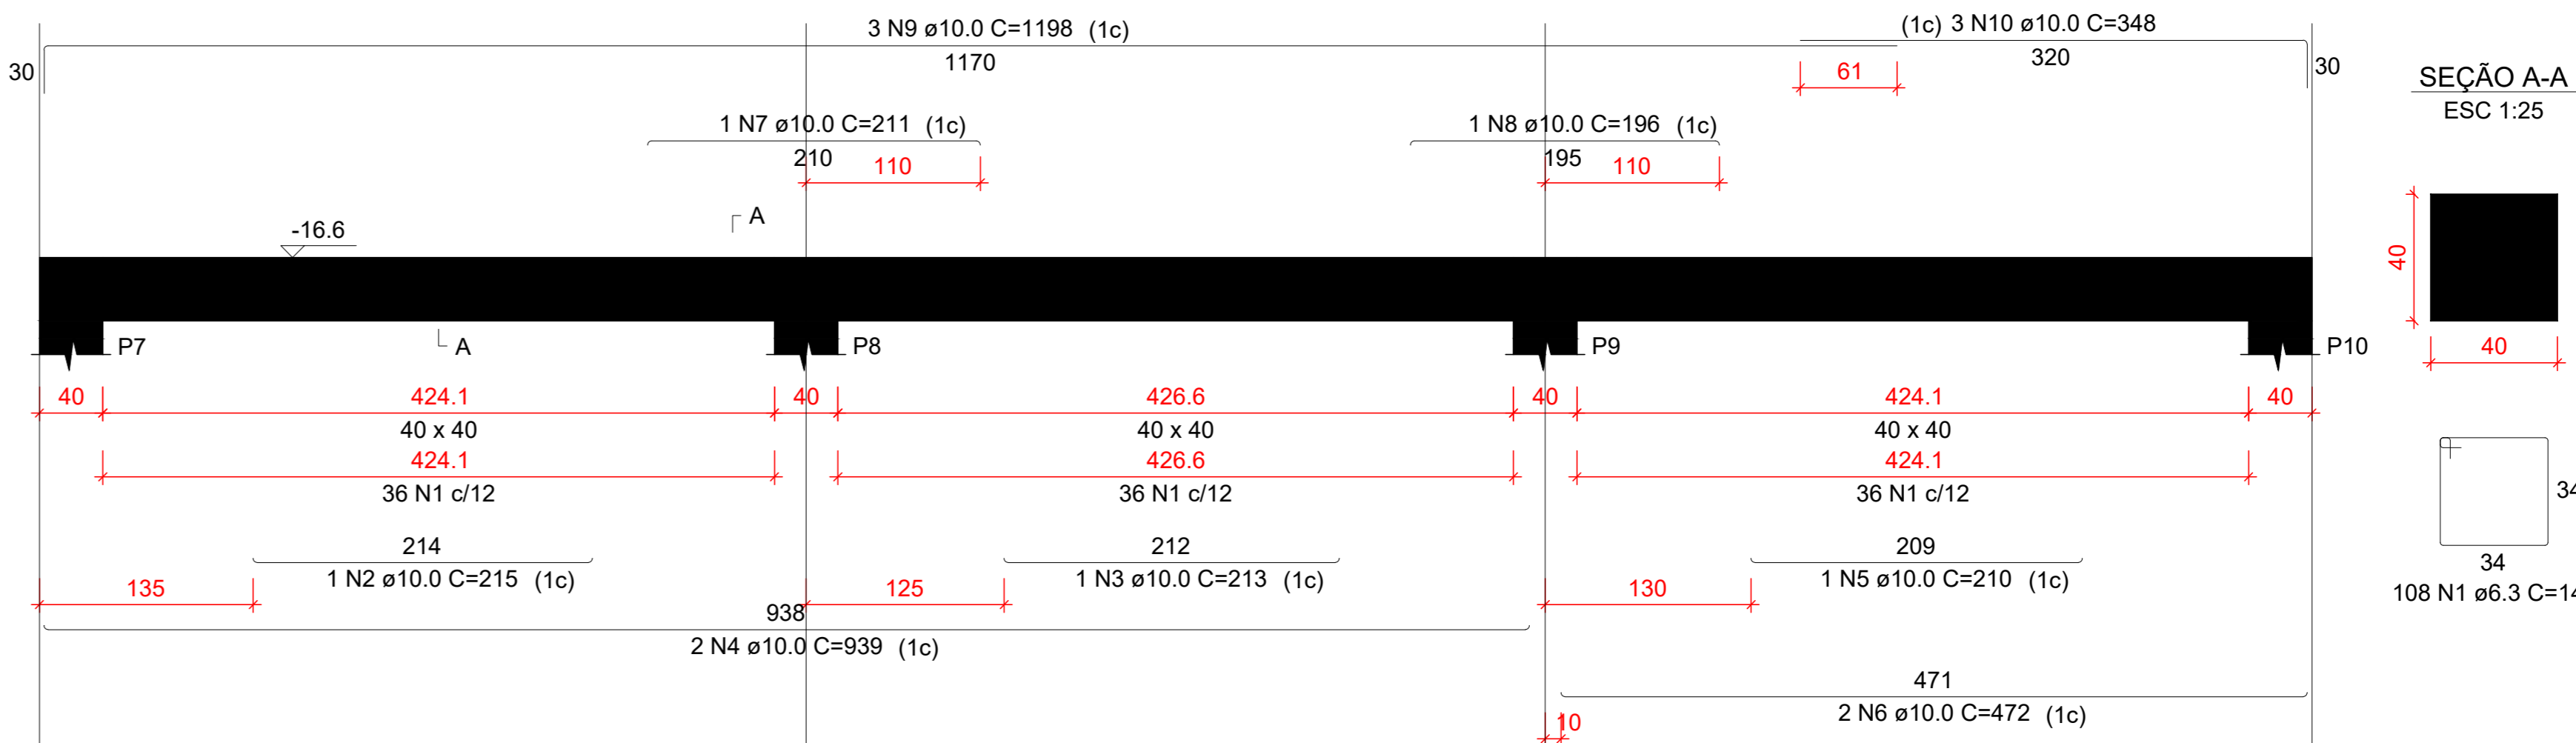 3 N9 ø10.0 C=1198 (1c)
(1c) 3 N10 ø10.0 C=348
30
1170
61
320
30
SEÇÃO A-A
ESC 1:25
1 N7 ø10.0 C=211 (1c)
210
110
1 N8 ø10.0 C=196 (1c)
195
110
A
-16.6
40
40
P7
A
P8
P9
P10
40 424.1 40 426.6 40 424.1 40
40 x 40 40 x 40 40 x 40
424.1 426.6 424.1
36 N1 c/12 36 N1 c/12 36 N1 c/12
34
34
108 N1 ø6.3 C=14
214 212 209
1 N2 ø10.0 C=215 (1c) 1 N3 ø10.0 C=213 (1c) 1 N5 ø10.0 C=210 (1c)
135 125 130
938
2 N4 ø10.0 C=939 (1c)
471
2 N6 ø10.0 C=472 (1c)
10